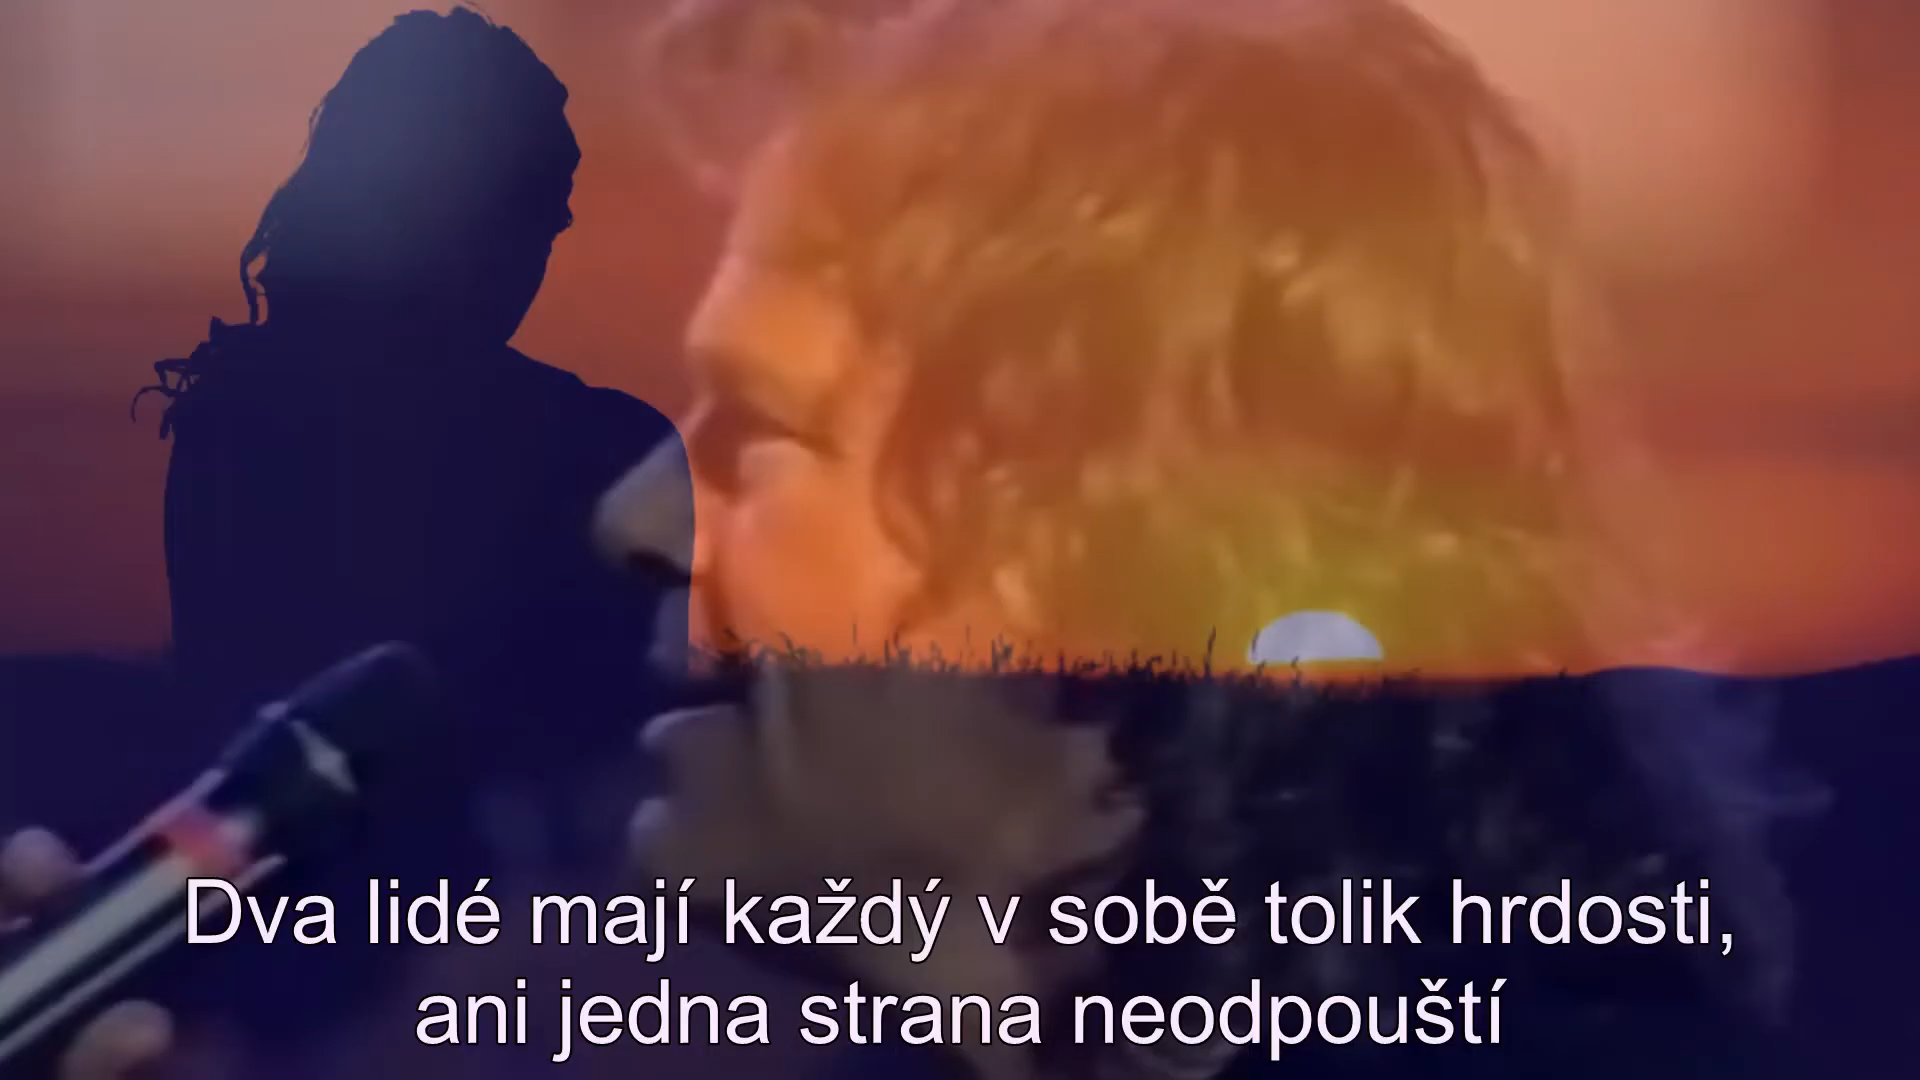 Dva lidé mají každý v sobě tolik hrdosti,
ani jedna strana neodpouští